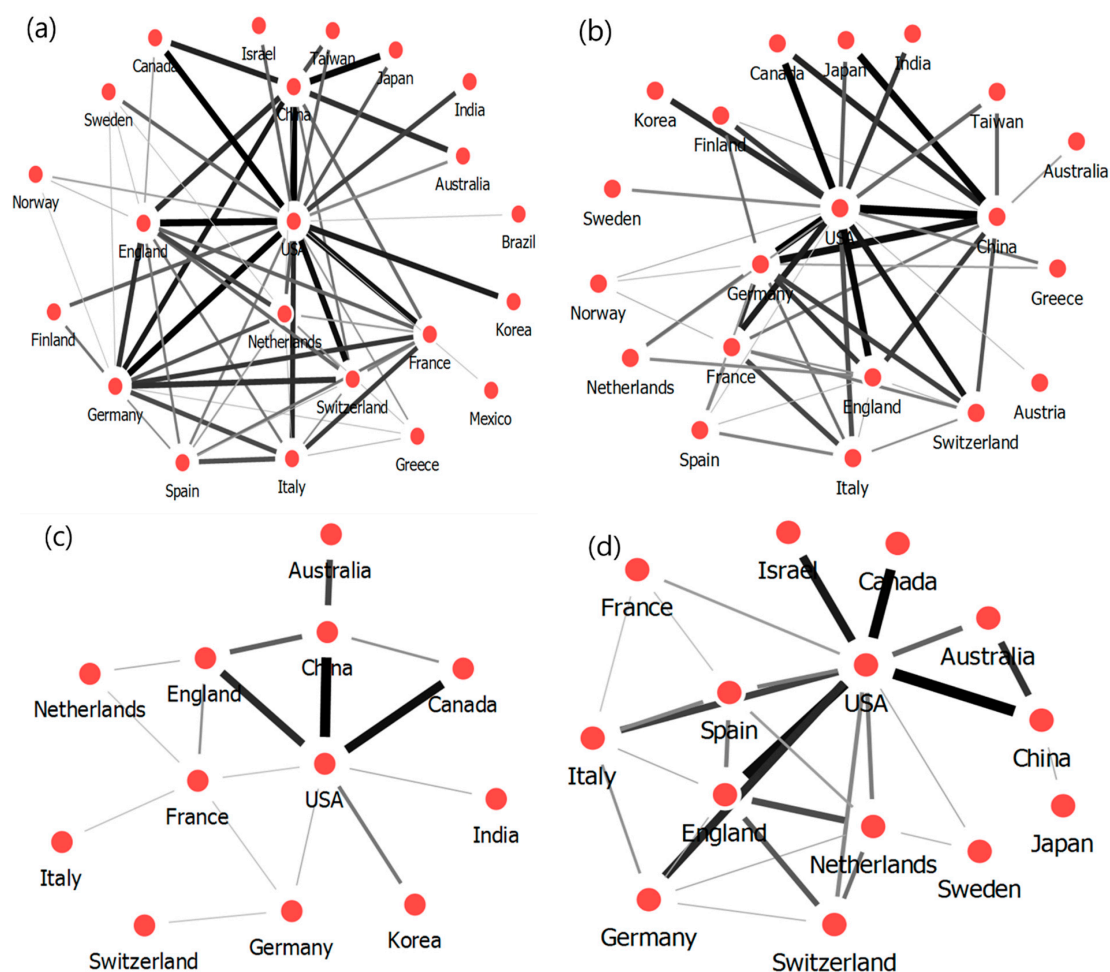 (a)
Canada
Israel
Taiwan
Japan
China
India
Sweden
Australia
Norway
England
USA
Brazil
Finland
Netherlands
Korea
France
Germany
Switzerland
Mexico
Greece
Spain
Italy
(b)
Canada
Japan
India
Korea
Finland
Taiwan
Australia
Sweden
USA
China
Germany
Greece
Norway
Netherlands
France
England
Austria
Switzerland
Spain
Italy
(c)
Australia
China
England
Canada
Netherlands
USA
France
India
Italy
Korea
Germany
Switzerland
(d)
Israel
Canada
France
Australia
USA
Spain
China
Italy
England
Japan
Netherlands
Sweden
Germany
Switzerland